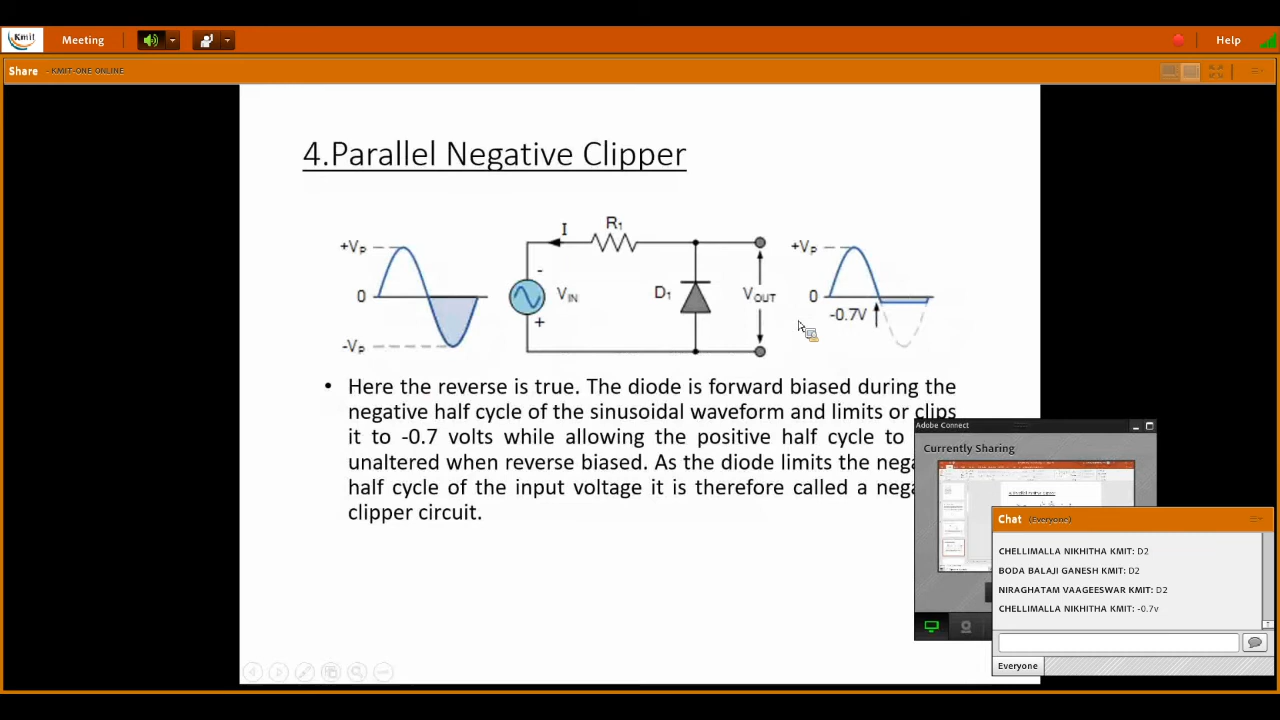 Kmit
Meeting
Help
Share - KMIT-ONE ONLINE
4.Parallel Negative Clipper
+VP
0
-VP
I
R1
-
VIN
+
D1
VOUT
+VP
0
-0.7V
• Here the reverse is true. The diode is forward biased during the
negative half cycle of the sinusoidal waveform and limits or clips
it to -0.7 volts while allowing the positive half cycle to
unaltered when reverse biased. As the diode limits the nega
half cycle of the input voltage it is therefore called a nega
clipper circuit.
Adobe Connect
Currently Sharing
Chat (Everyone)
CHELLIMALLA NIKHITHA KMIT: D2
BODA BALAJI GANESH KMIT: D2
NIRAGHATAM VAAGEESWAR KMIT: D2
CHELLIMALLA NIKHITHA KMIT: -0.7v
Everyone